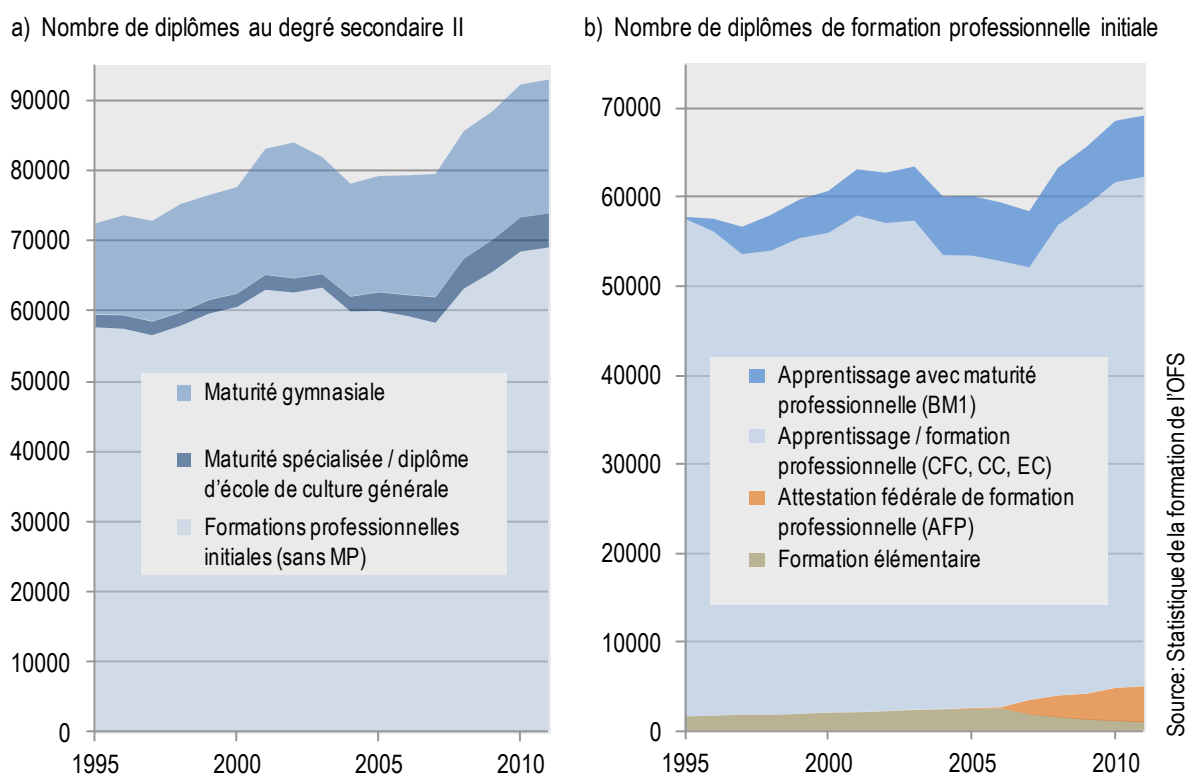 a) Nombre de diplômes au degré secondaire II
90000
80000
70000
60000
50000
40000
30000
20000
10000
0
1995
2000
2005
2010
Maturité gymnasiale
Maturité spécialisée / diplôme
d'école de culture générale
Formations professionnelles
initiales (sans MP)
b) Nombre de diplômes de formation professionnelle initiale
70000
60000
50000
40000
30000
20000
10000
0
1995
2000
2005
2010
Apprentissage avec maturité
professionnelle (BM1)
Apprentissage / formation
professionnelle (CFC, CC, EC)
Attestation fédérale de formation
professionnelle (AFP)
Formation élémentaire
Source: Statistique de la formation de l'OFS